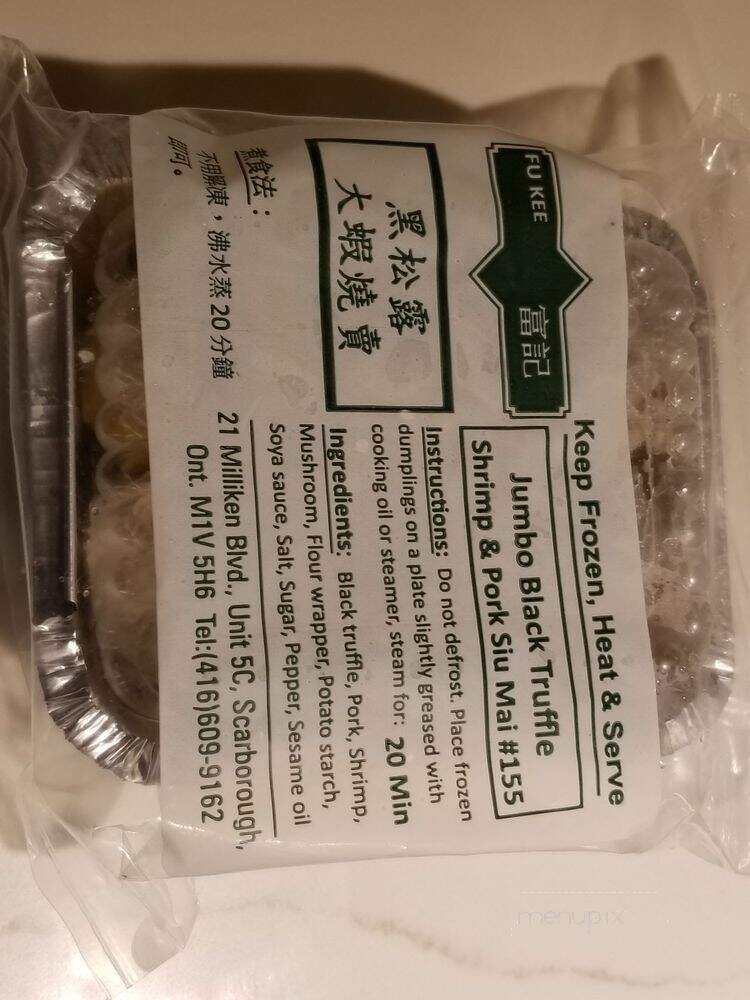 Keep Frozen, Heat & Serve
FU KEE 富記
Jumbo Black Truffle
Shrimp & Pork Siu Mai #155
黑松露
大蝦燒賣
Instructions: Do not defrost. Place frozen
dumplings on a plate slightly greased with
cooking oil or steamer, steam for: 20 Min
Ingredients: Black truffle, Pork, Shrimp,
Mushroom, Flour wrapper, Potato starch,
Soya sauce, Salt, Sugar, Pepper, Sesame oil
煮食法：
不用解凍，沸水蒸 20 分鐘
即可。
21 Milliken Blvd., Unit 5C, Scarborough,
Ont. M1V 5H6 Tel:(416)609-9162
menupix